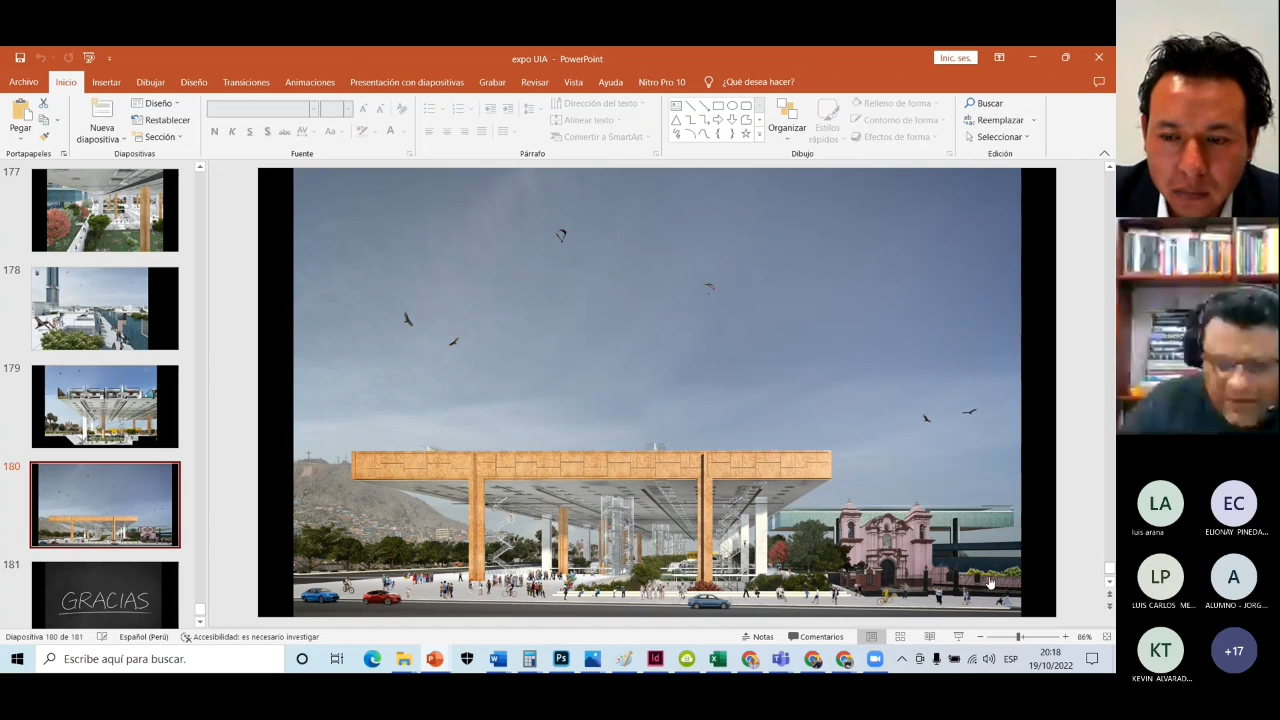 expo UIA - PowerPoint
Inic. ses.
Archivo Inicio Insertar Dibujar Diseño Transiciones Animaciones Presentación con diapositivas Grabar Revisar Vista Ayuda Nitro Pro 10 ¿Qué desea hacer?
Pegar
Nueva diapositiva
Diseño
Restablecer
Sección
N K S S abc AV Aa A
Dirección del texto
Alinear texto
Convertir a SmartArt
Organizar
Estilos rápidos
Relleno de forma
Contorno de forma
Efectos de forma
Buscar
Reemplazar
Seleccionar
Portapapeles Diapositivas Fuente Párrafo Dibujo Edición
177
178
179
180
181
GRACIAS
Diapositiva 180 de 181 Español (Perú) Accesibilidad: es necesario investigar Notas Comentarios 86%
Escribe aquí para buscar.
ESP
20:18
19/10/2022
LA
luis arana
EC
ELIONAY PINEDA...
LP
LUIS CARLOS ME...
A
ALUMNO - JORG...
KT
KEVIN ALVARAD...
+17